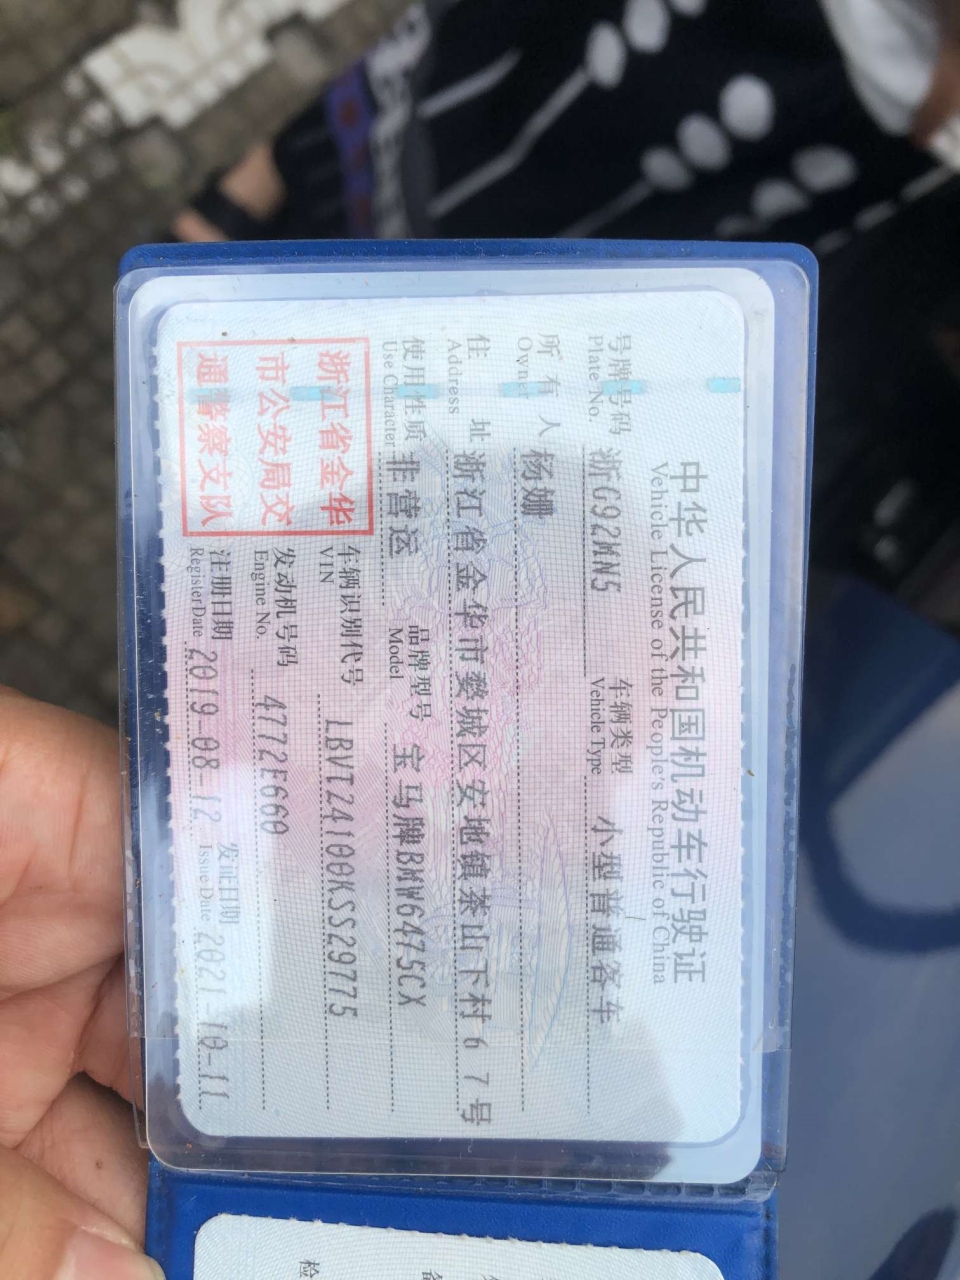 中华人民共和国机动车行驶证
Vehicle License of the People's Republic of China
号牌号码 浙G92MN5 车辆类型 小型普通客车
Plate No. Vehicle Type
所有人 杨姗
Owner
住址 浙江省金华市婺城区安地镇茶山下村67号
Address
使用性质 非营运 品牌型号 宝马牌BMW6475CX
Use Character Model
浙江省金华
市公安局交
通警察支队
车辆识别代号 LBVTZ4100KSS29775
VIN
发动机号码 4772F660
Engine No.
注册日期 2019-08-12 发证日期 2021-10-11
Register Date Issue Date
检